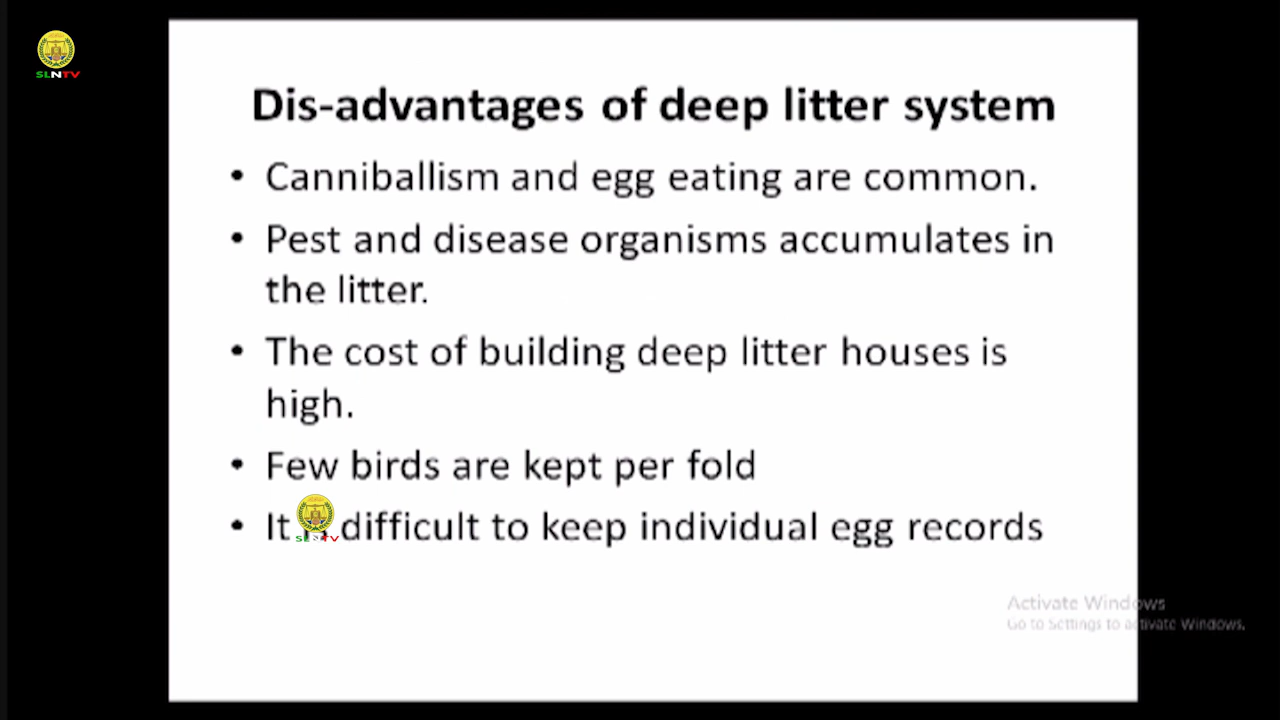 SLNTV
Dis-advantages of deep litter system
• Canniballism and egg eating are common.
• Pest and disease organisms accumulates in
the litter.
• The cost of building deep litter houses is
high.
• Few birds are kept per fold
• It difficult to keep individual egg records
SLNTV
Activate Windows
Go to Settings to activate Windows.